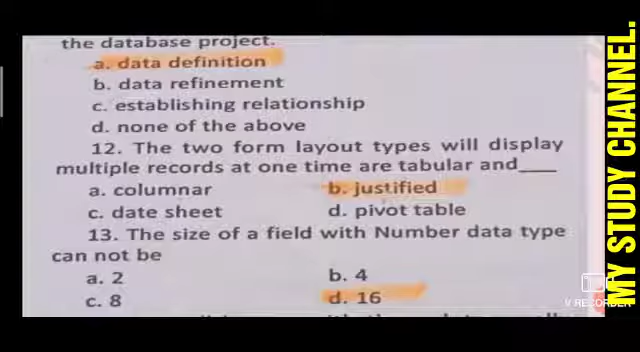 the database project.
a. data definition
b. data refinement
c. establishing relationship
d. none of the above
12. The two form layout types will display
multiple records at one time are tabular and___
a. columnar b. justified
c. date sheet d. pivot table
13. The size of a field with Number data type
can not be
a. 2 b. 4
c. 8 d. 16
MY STUDY CHANNEL.
V RECORDER